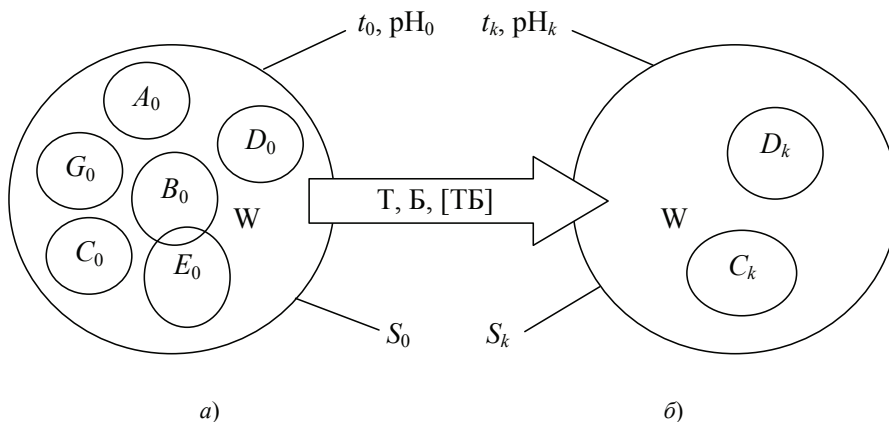 t₀, pH₀ tₖ, pHₖ
A₀
D₀
Dₖ
G₀
B₀
Т, Б, [ТБ]
W
W
C₀
E₀
Cₖ
S₀ Sₖ
а) б)